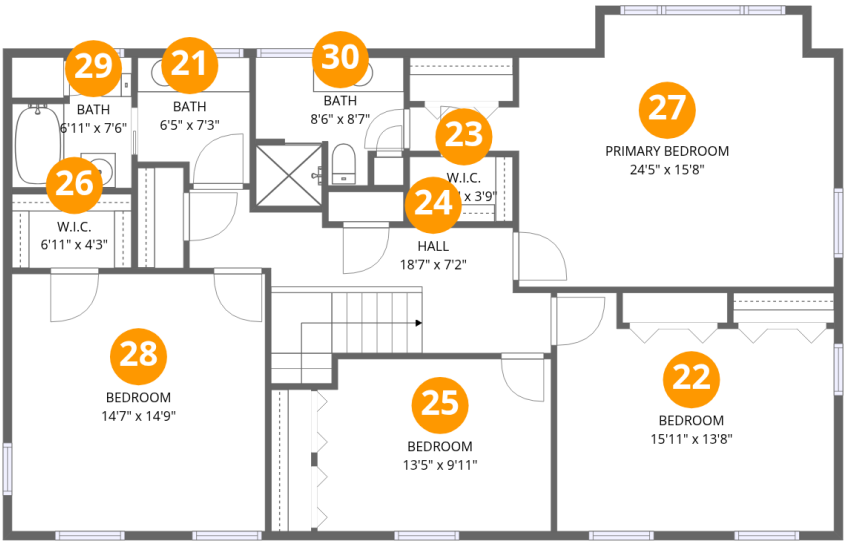 29
BATH
6'11" x 7'6"
21
BATH
6'5" x 7'3"
30
BATH
8'6" x 8'7"
27
PRIMARY BEDROOM
24'5" x 15'8"
23
W.I.C.
x 3'9"
26
W.I.C.
6'11" x 4'3"
24
HALL
18'7" x 7'2"
28
BEDROOM
14'7" x 14'9"
25
BEDROOM
13'5" x 9'11"
22
BEDROOM
15'11" x 13'8"